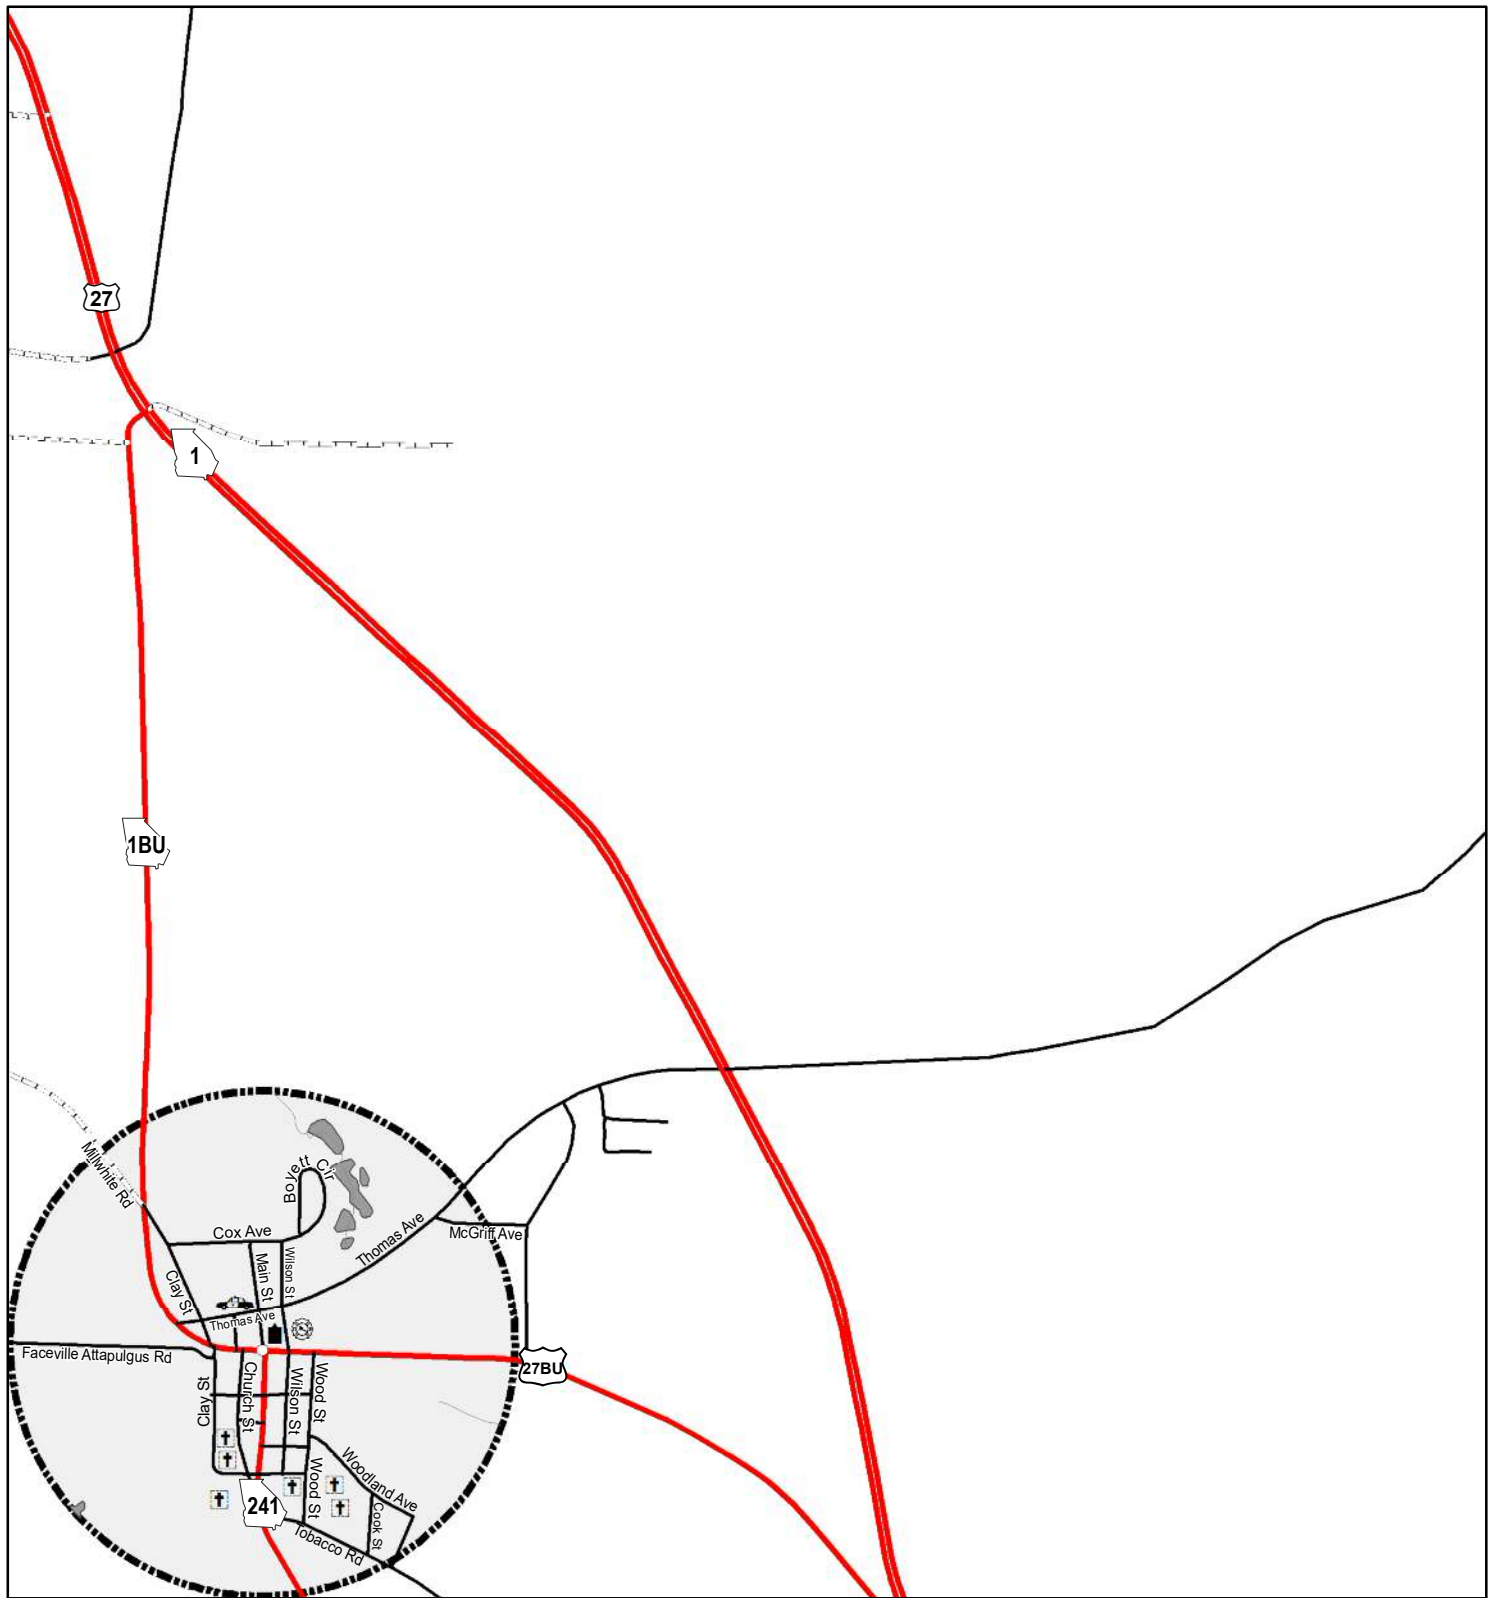 27
1
1BU
Millwhite Rd
Boyett Cir
Cox Ave
Thomas Ave
McGriff Ave
Main St
Wilson St
Clay St
Thomas Ave
Faceville Attapulgus Rd
27BU
Clay St
Church St
Wilson St
Wood St
Woodland Ave
Wood St
241
Cook St
Tobacco Rd